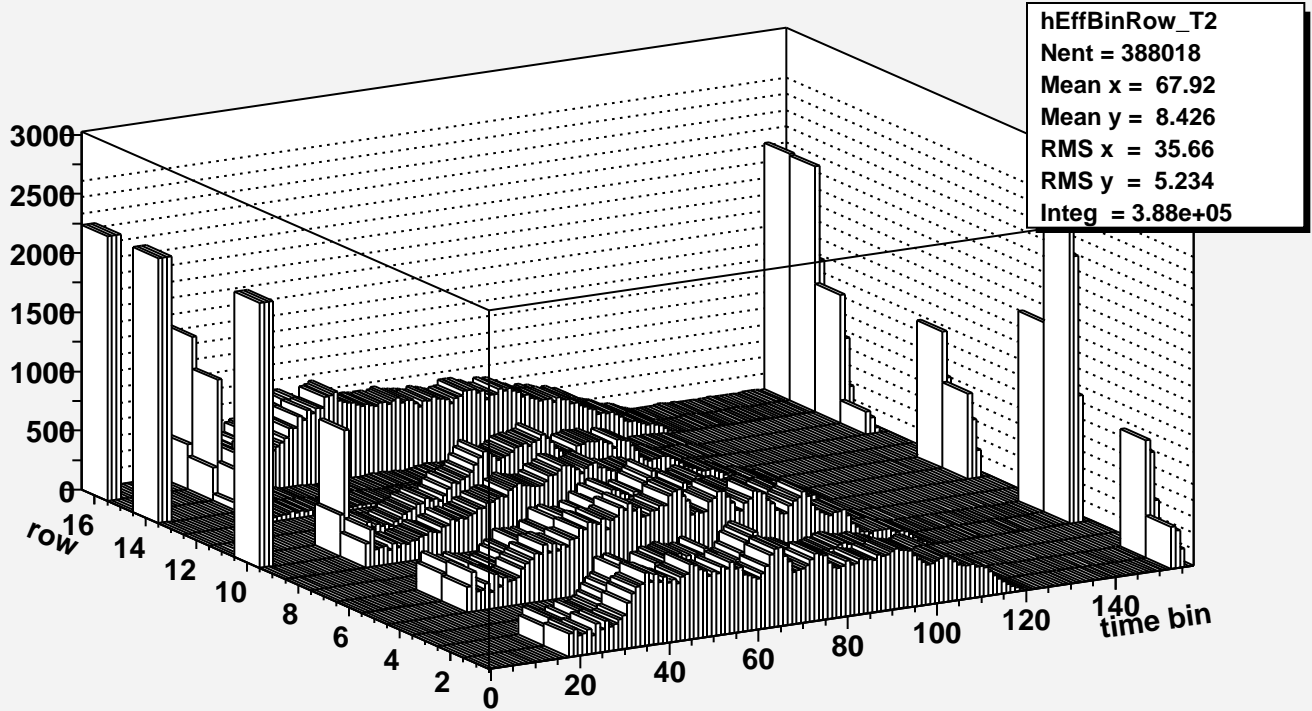 hEffBinRow_T2
Nent = 388018
Mean x = 67.92
Mean y = 8.426
RMS x = 35.66
RMS y = 5.234
Integ = 3.88e+05
3000
2500
2000
1500
1000
500
0
row
16
14
12
10
8
6
4
2
0
20
40
60
80
100
120
140
time bin